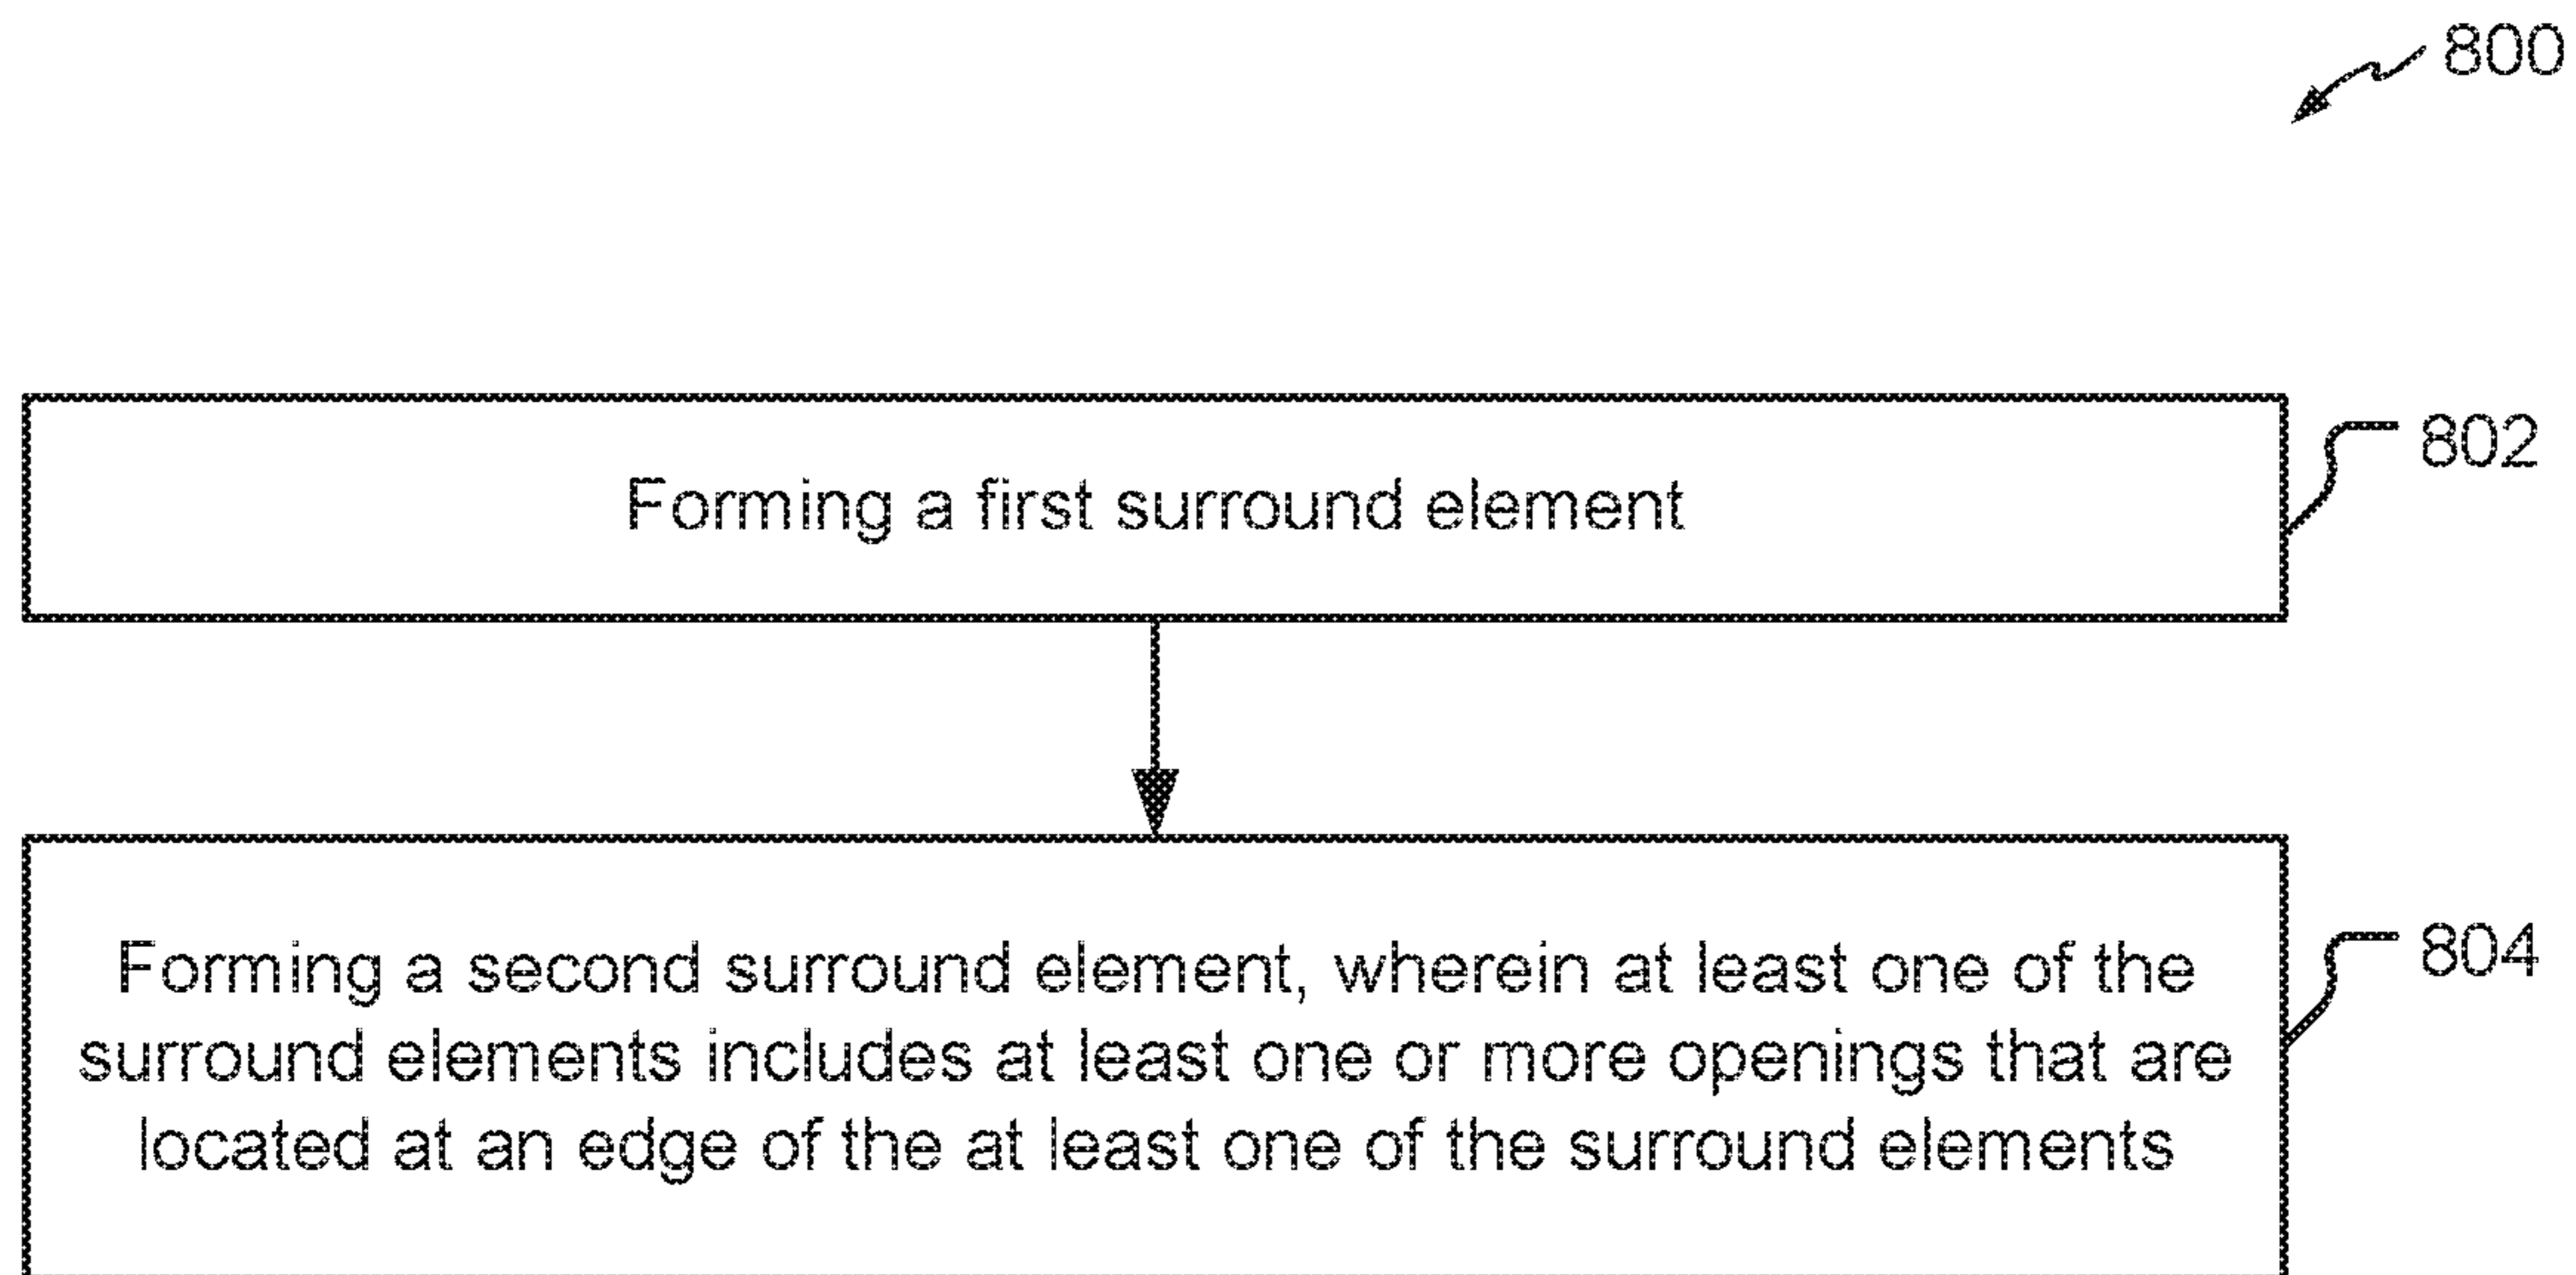 800
802
Forming a first surround element
804
Forming a second surround element, wherein at least one of the
surround elements includes at least one or more openings that are
located at an edge of the at least one of the surround elements